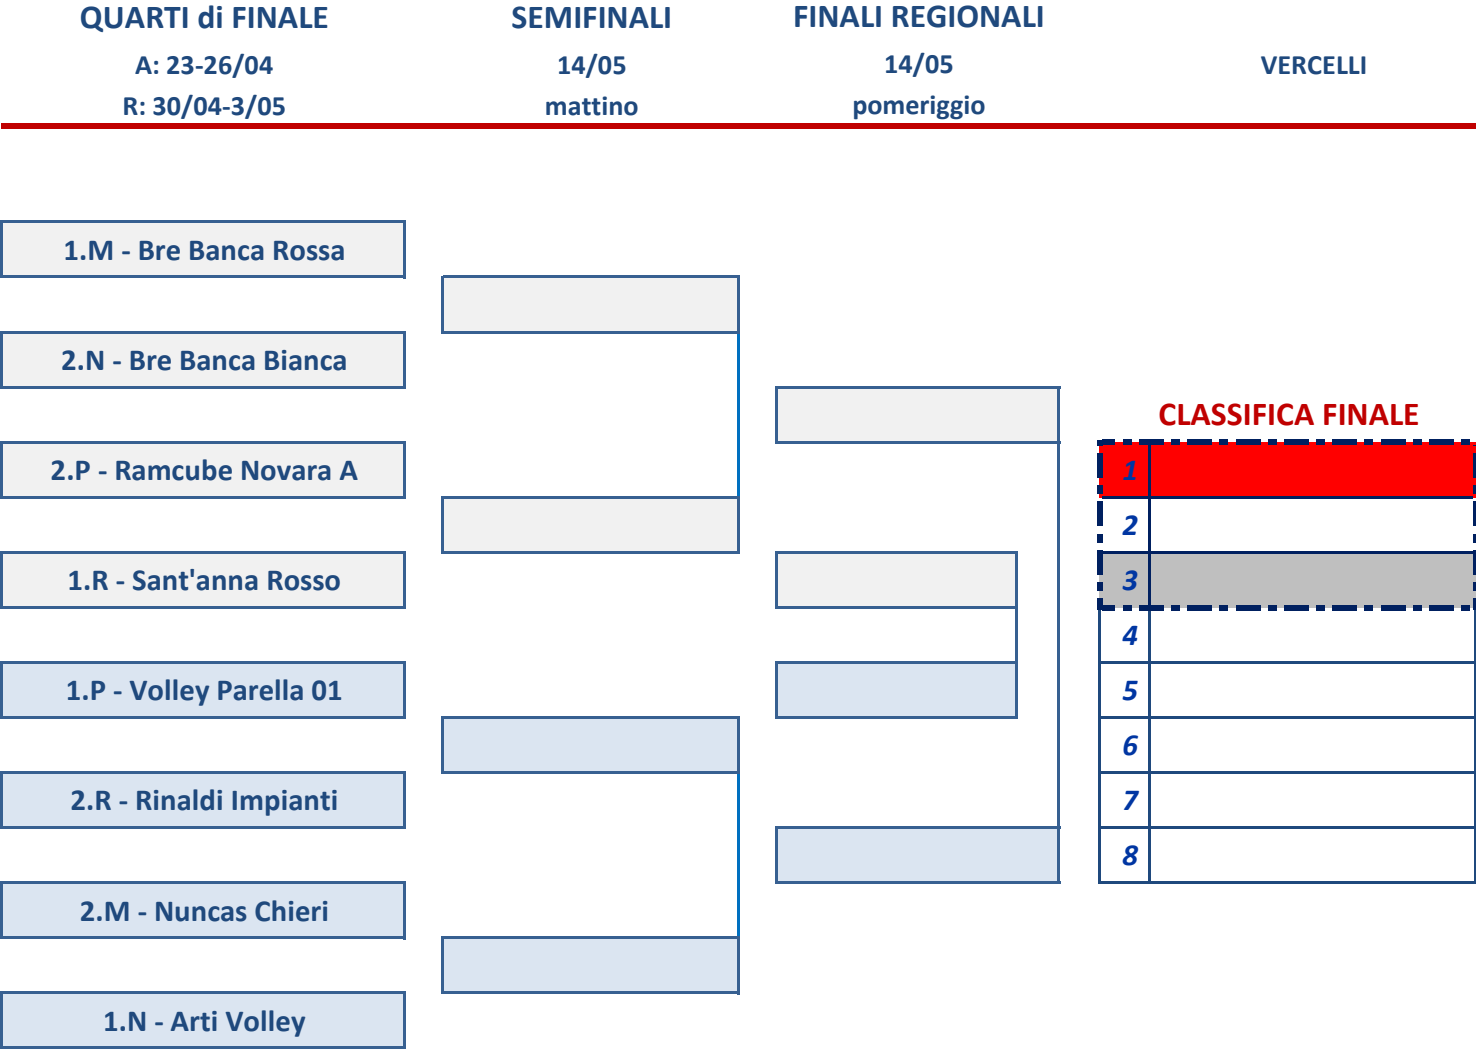 QUARTI di FINALE
SEMIFINALI
FINALI REGIONALI
A: 23-26/04
14/05
14/05
VERCELLI
R: 30/04-3/05
mattino
pomeriggio
1.M - Bre Banca Rossa
2.N - Bre Banca Bianca
2.P - Ramcube Novara A
1.R - Sant'anna Rosso
1.P - Volley Parella 01
2.R - Rinaldi Impianti
2.M - Nuncas Chieri
1.N - Arti Volley
CLASSIFICA FINALE
1
2
3
4
5
6
7
8